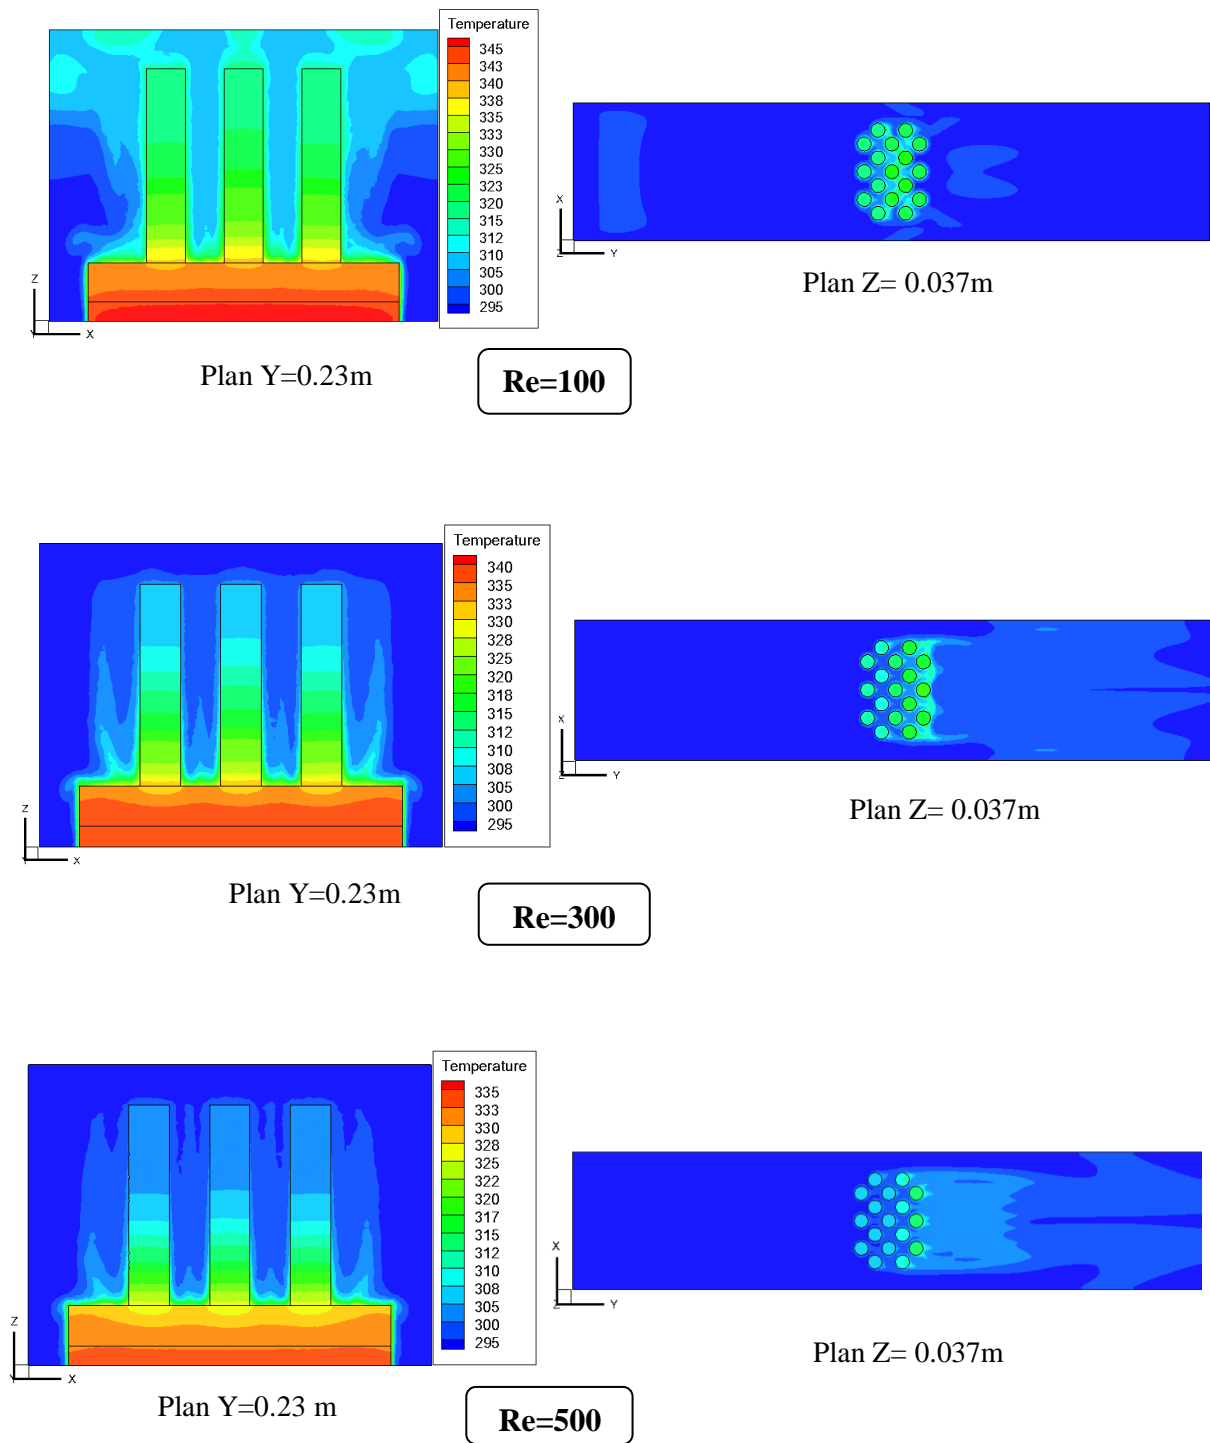 Temperature
345
343
340
338
335
333
330
325
323
320
315
312
310
305
300
295
Z
X
X
Z
Y
Plan Z= 0.037m
Plan Y=0.23m
Re=100
Temperature
340
335
333
330
328
325
320
318
315
312
310
308
305
300
295
Z
X
X
Z
Y
Plan Z= 0.037m
Plan Y=0.23m
Re=300
Temperature
335
333
330
328
325
322
320
317
315
312
310
308
305
300
295
Z
X
X
Z
Y
Plan Z= 0.037m
Plan Y=0.23 m
Re=500